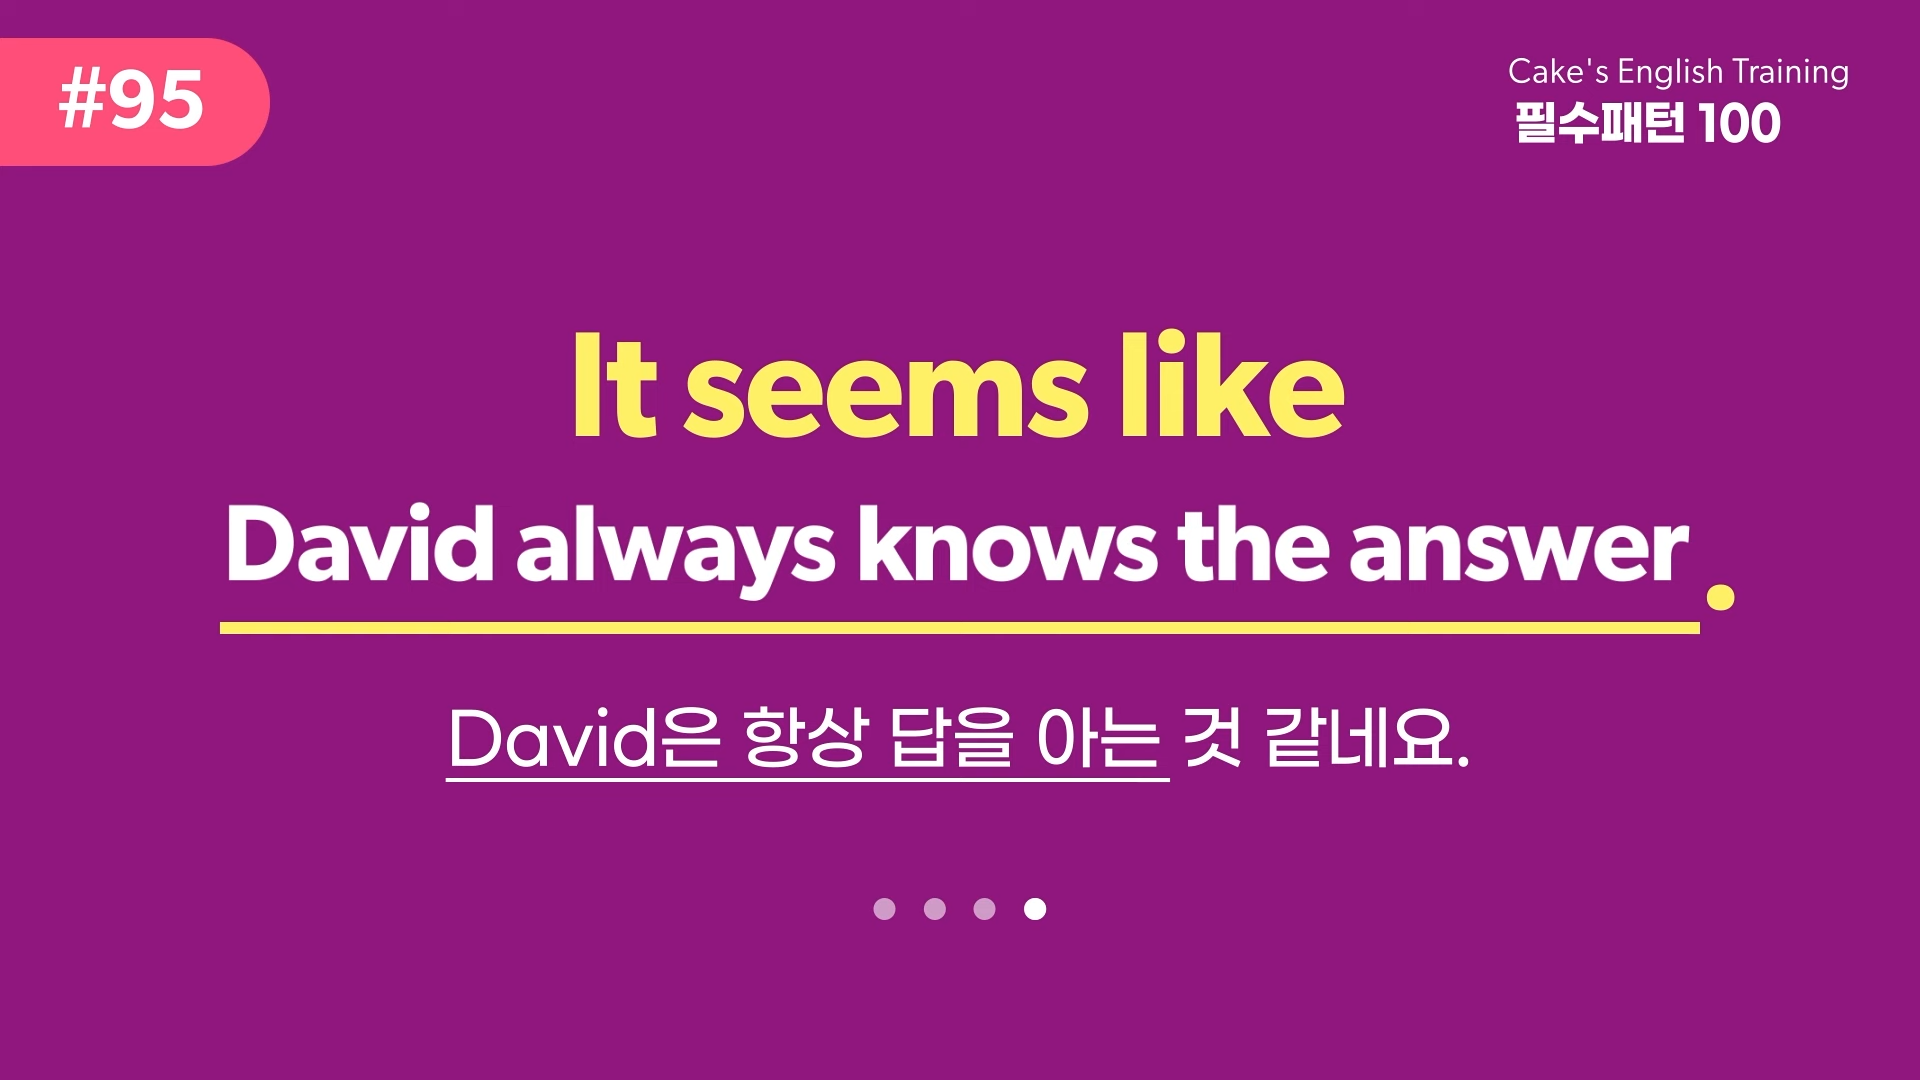 #95
Cake's English Training
필수패턴 100
It seems like
David always knows the answer.
David은 항상 답을 아는 것 같네요.